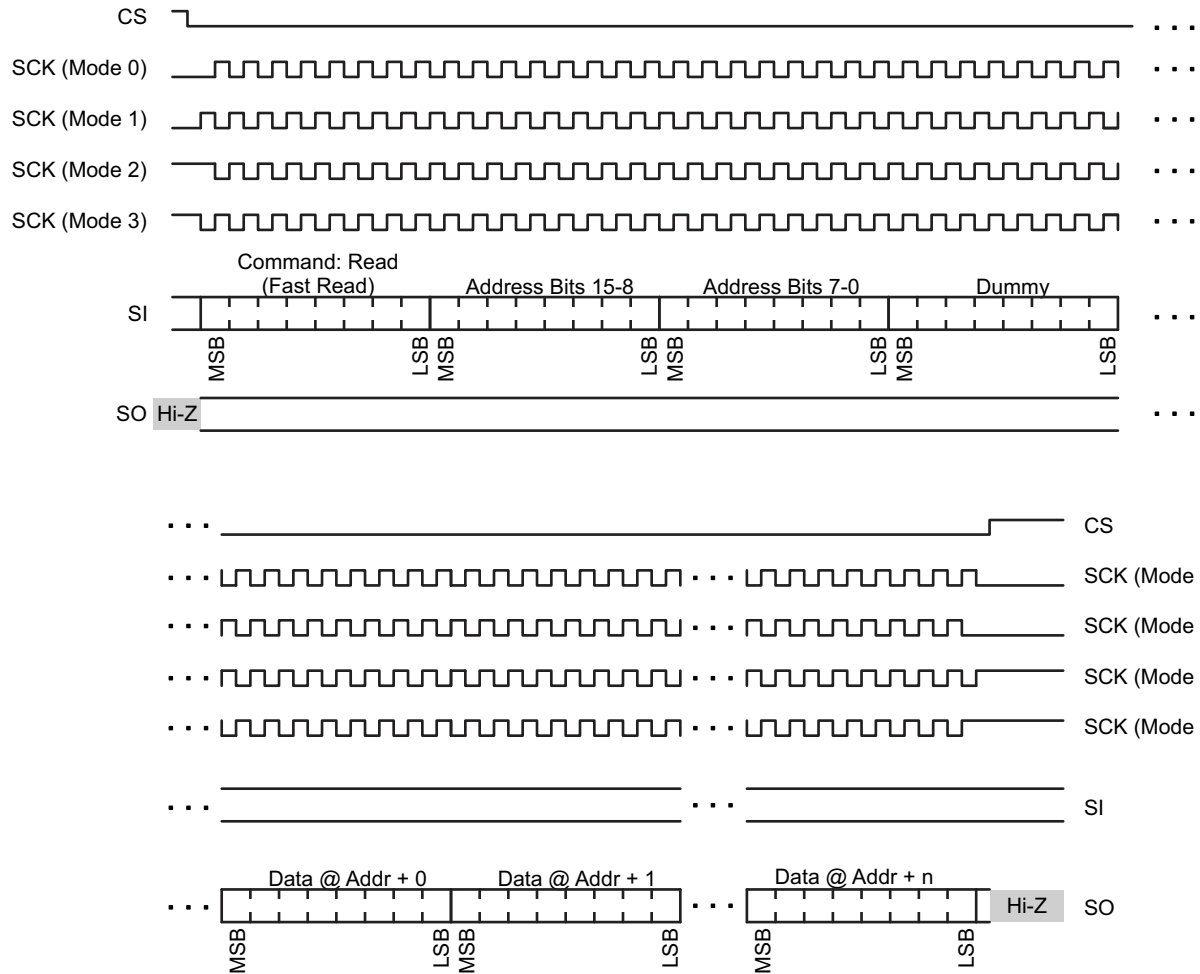 CS
. . .
SCK (Mode 0)
. . .
SCK (Mode 1)
. . .
SCK (Mode 2)
. . .
SCK (Mode 3)
. . .
Command: Read
(Fast Read) Address Bits 15-8 Address Bits 7-0 Dummy
SI
. . .
MSB LSB MSB LSB MSB LSB MSB LSB
SO Hi-Z
. . .
. . . CS
. . . . . . SCK (Mode
. . . . . . SCK (Mode
. . . . . . SCK (Mode
. . . . . . SCK (Mode
. . . . . . SI
Data @ Addr + 0 Data @ Addr + 1 Data @ Addr + n
. . . . . . Hi-Z SO
MSB LSB MSB LSB MSB LSB